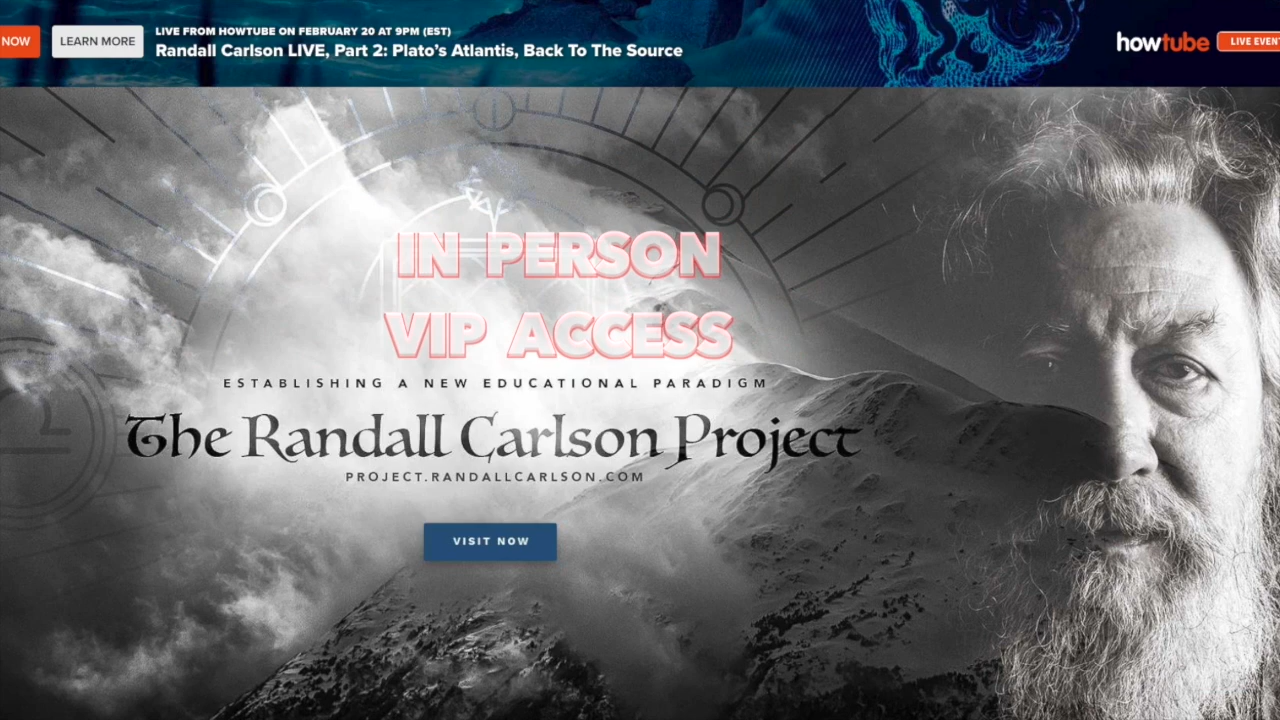 NOW
LEARN MORE
LIVE FROM HOWTUBE ON FEBRUARY 20 AT 9PM (EST)
Randall Carlson LIVE, Part 2: Plato's Atlantis, Back To The Source
howtube
LIVE EVENT
IN PERSON
VIP ACCESS
ESTABLISHING A NEW EDUCATIONAL PARADIGM
The Randall Carlson Project
PROJECT.RANDALLCARLSON.COM
VISIT NOW